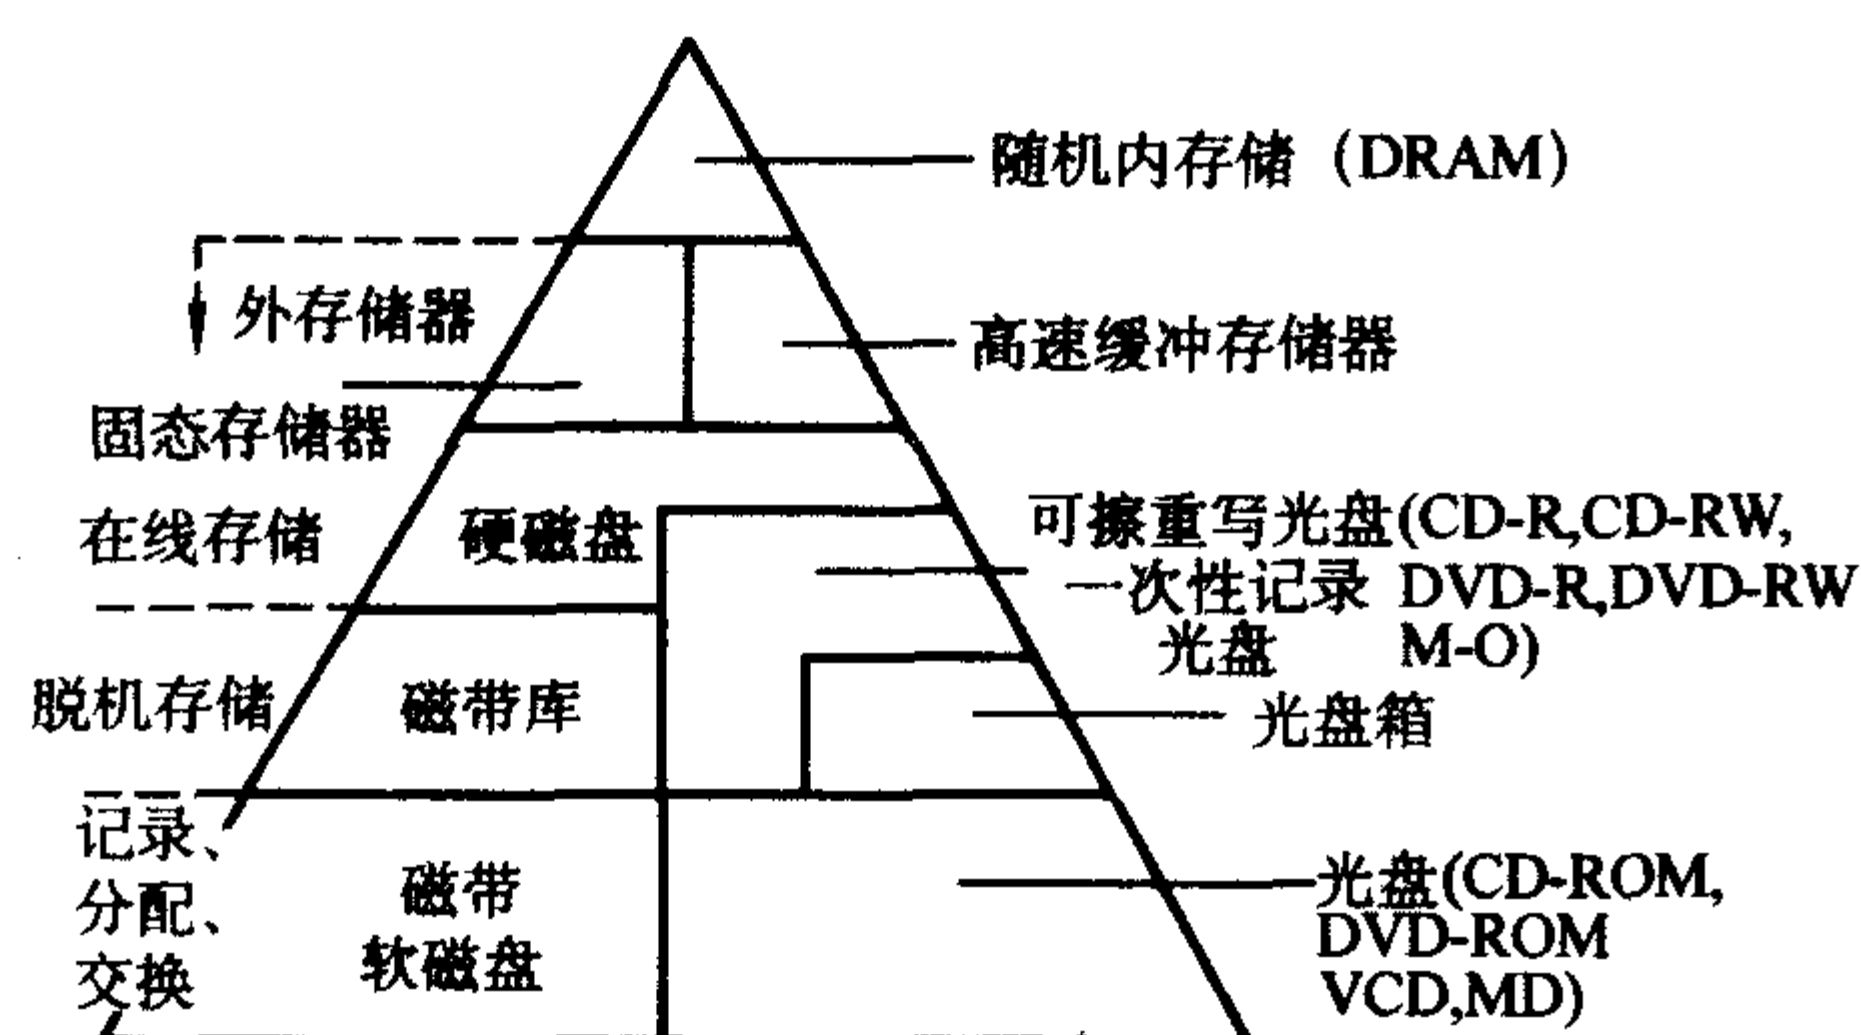 随机内存储（DRAM）
外存储器
高速缓冲存储器
固态存储器
在线存储
硬磁盘
可擦重写光盘(CD-R,CD-RW,
一次性记录 DVD-R,DVD-RW
光盘 M-O)
脱机存储
磁带库
光盘箱
记录、
分配、
交换
磁带
软磁盘
光盘(CD-ROM,
DVD-ROM
VCD,MD)